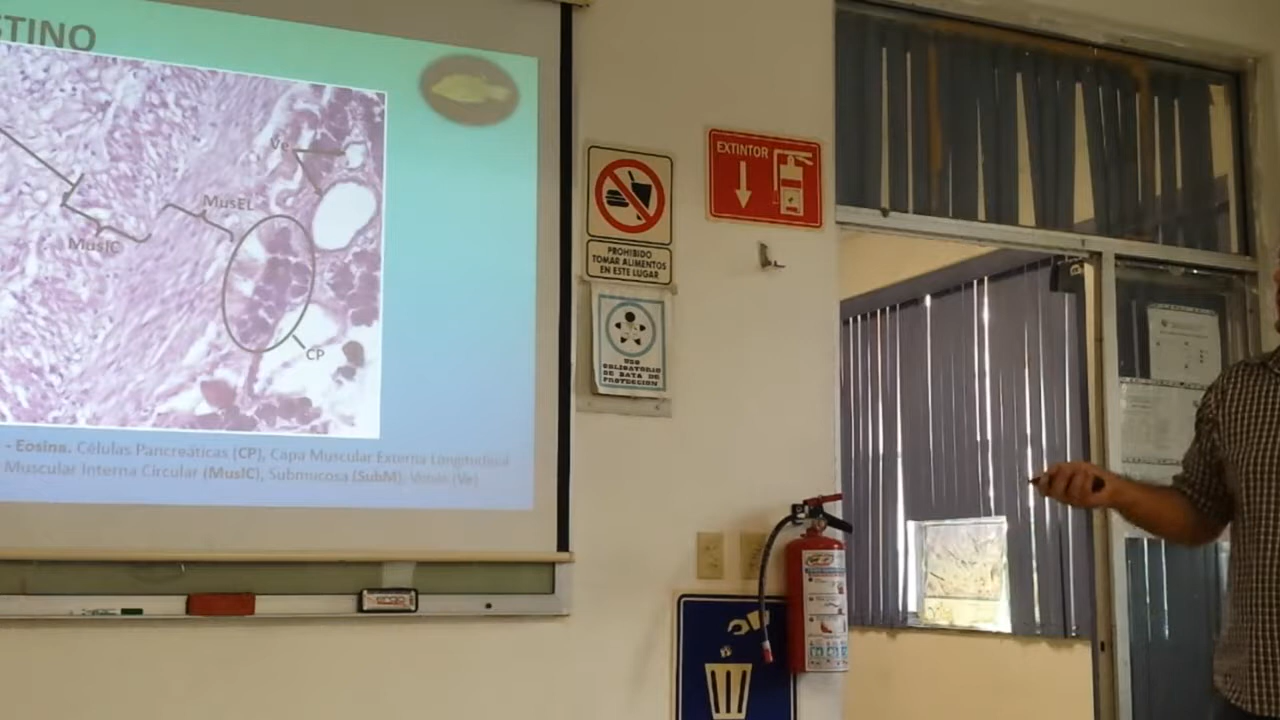 STINO
Ve
MusEL
MusIC
CP
- Eosina. Células Pancreáticas (CP), Capa Muscular Externa Longitudinal
Muscular Interna Circular (MusIC), Submucosa (SubM), Venas (Ve)
PROHIBIDO
TOMAR ALIMENTOS
EN ESTE LUGAR
USO
OBLIGATORIO
DE BATA DE
PROTECCION
EXTINTOR